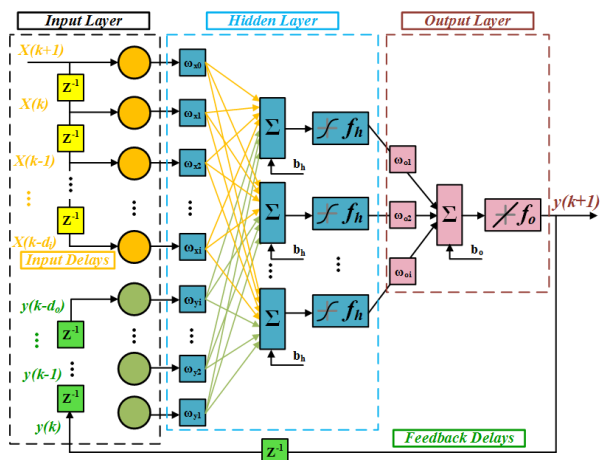 Input Layer
Hidden Layer
Output Layer
X(k+1)
Z⁻¹
X(k)
Z⁻¹
X(k-1)
Z⁻¹
X(k-dᵢ)
Input Delays
y(k-dₒ)
Z⁻¹
y(k-1)
Z⁻¹
y(k)
ωx0
ωx1
ωx2
ωxi
ωyi
ωy2
ωy1
Σ
fh
bh
Σ
fh
bh
Σ
fh
bh
ωo1
ωo2
ωoi
Σ
bo
fo
y(k+1)
Z⁻¹
Feedback Delays